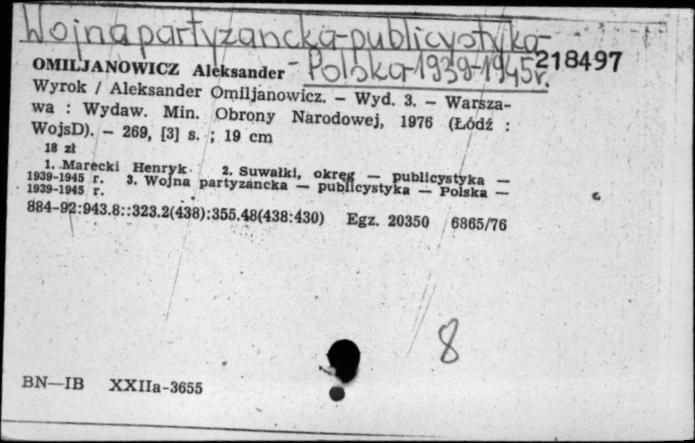 Wojna partyzancka-publicystyka-
- Polska-1939-1945r.
218497
OMILJANOWICZ Aleksander
Wyrok / Aleksander Omiljanowicz. — Wyd. 3. — Warsza-
wa : Wydaw. Min. Obrony Narodowej, 1976 (Łódź :
WojsD). — 269, [3] s. ; 19 cm
18 zł
1. Marecki Henryk 2. Suwałki, okręg — publicystyka —
1939-1945 r. 3. Wojna partyzancka — publicystyka — Polska —
1939-1945 r.
884-92:943.8::323.2(438):355.48(438:430) Egz. 20350 6865/76
8
BN—IB XXIIa-3655